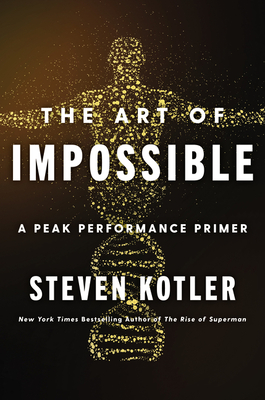 THE ART OF
IMPOSSIBLE
A PEAK PERFORMANCE PRIMER
STEVEN KOTLER
New York Times Bestselling Author of The Rise of Superman